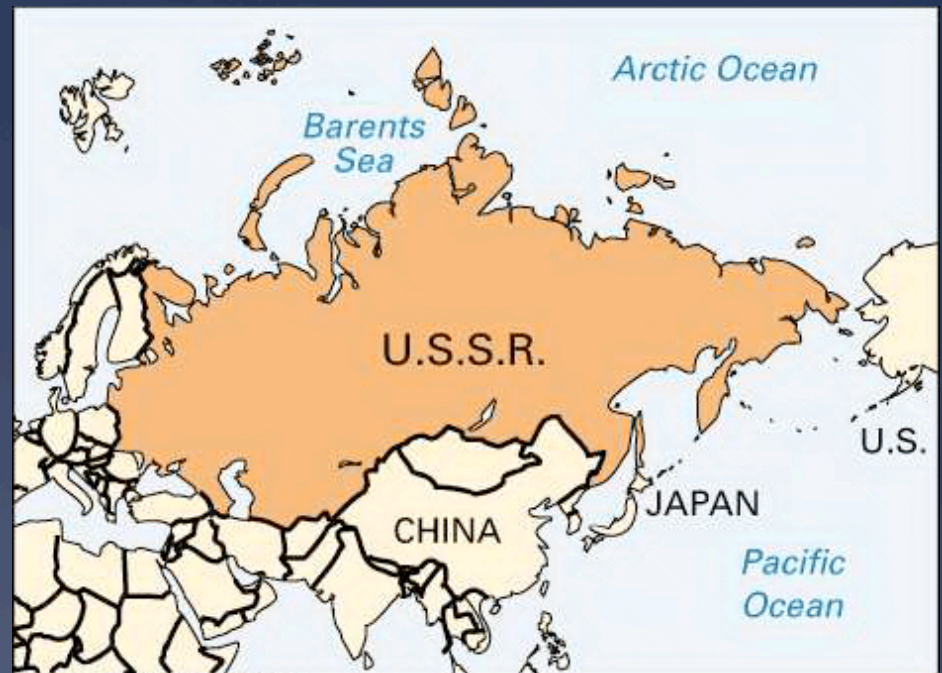 Arctic Ocean
Barents
Sea
U.S.S.R.
U.S.
JAPAN
CHINA
Pacific
Ocean